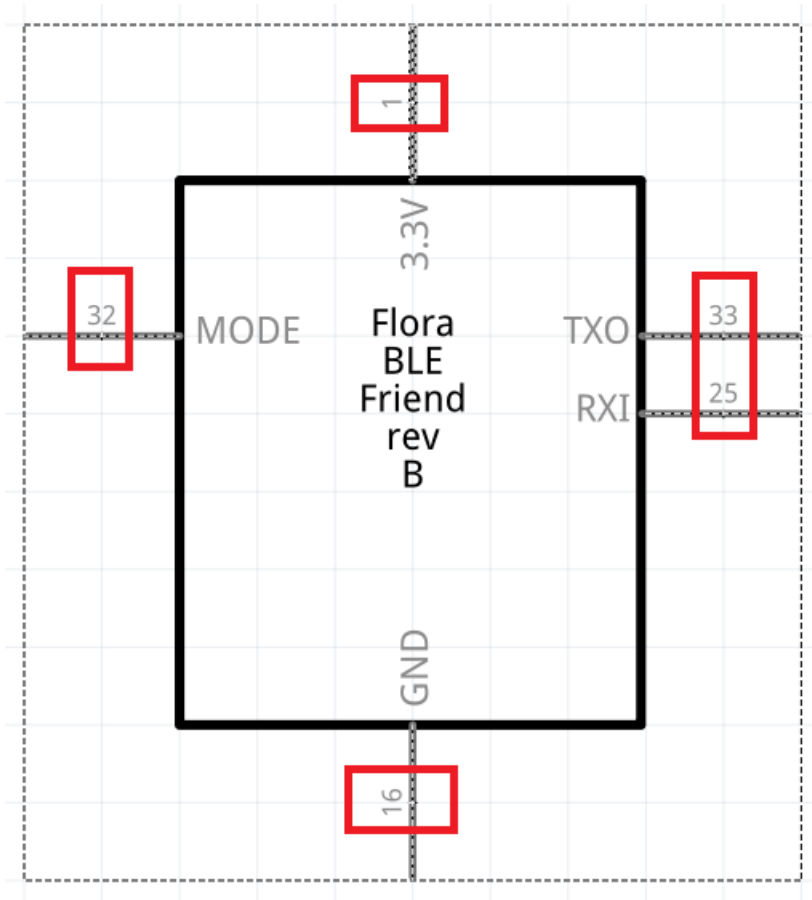 1
3.3V
32
MODE
Flora
BLE
Friend
rev
B
TXO
33
RXI
25
GND
16